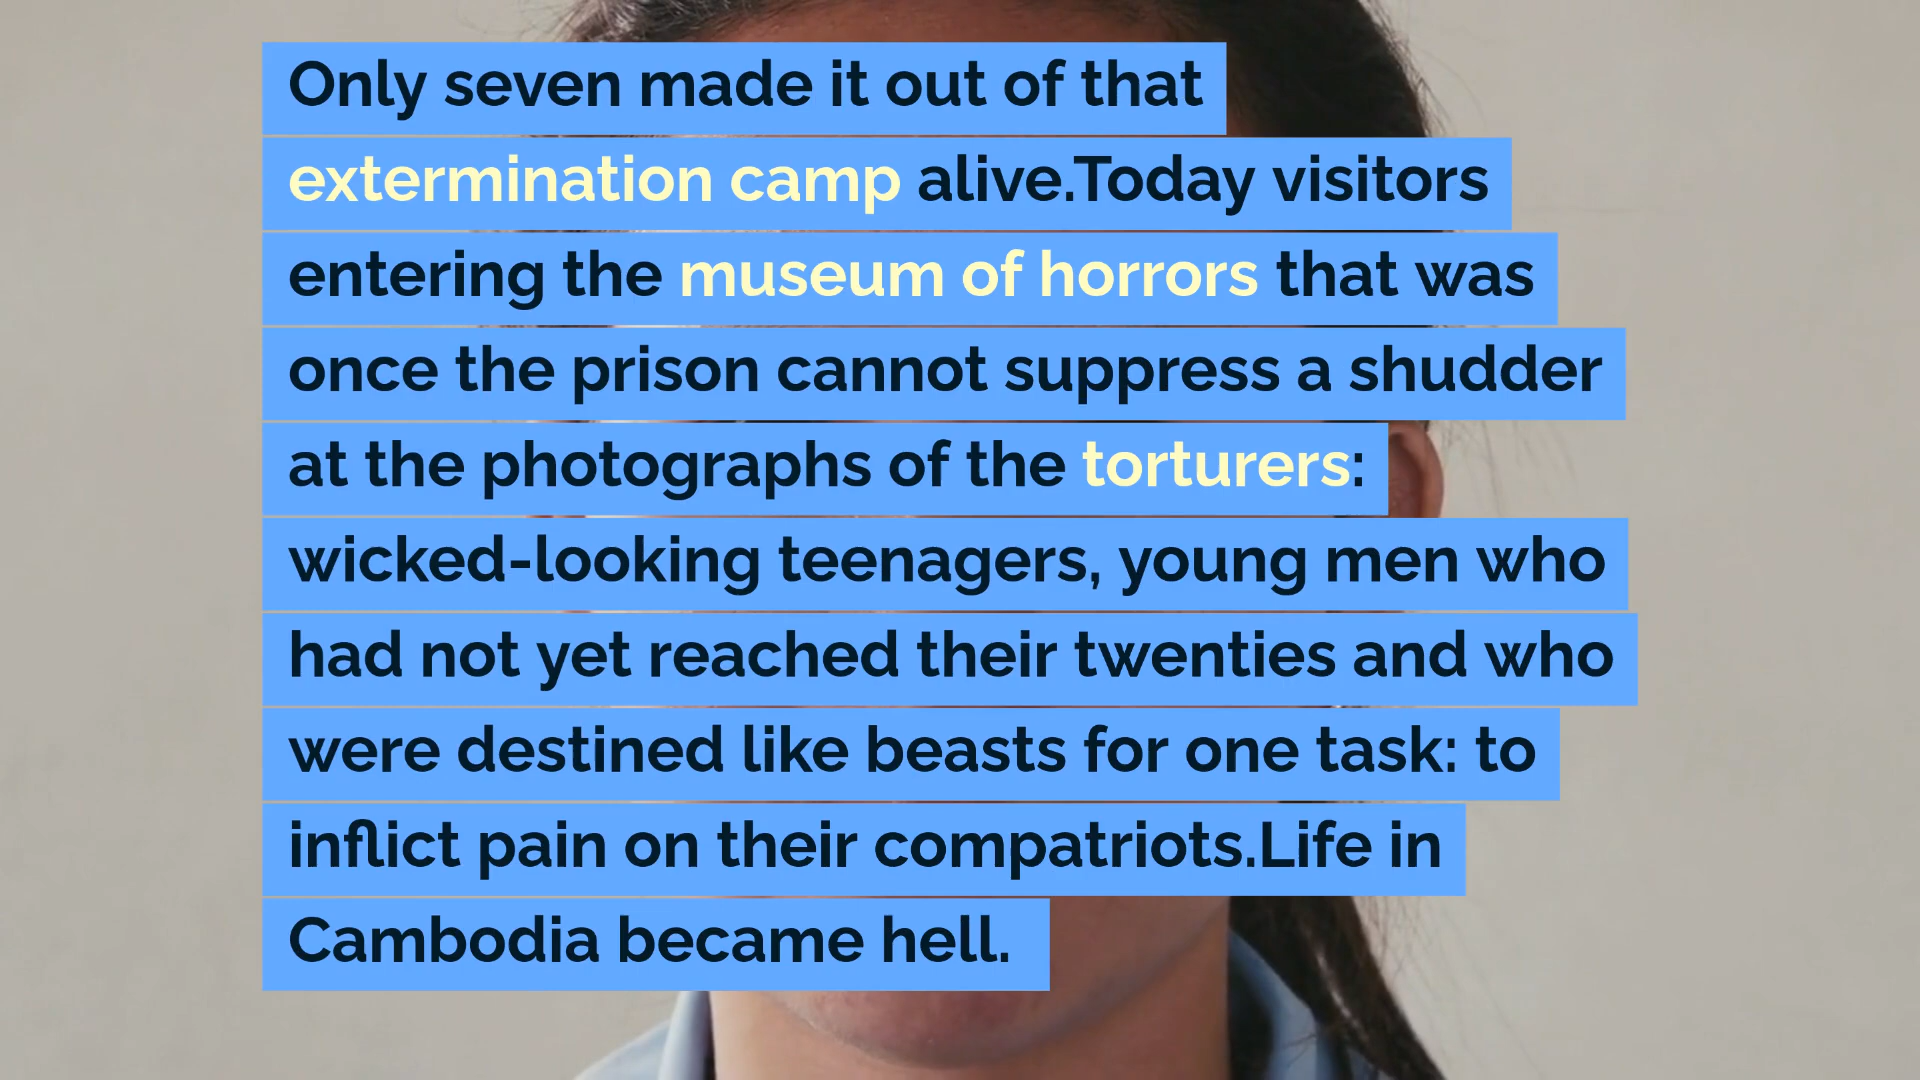 Only seven made it out of that
extermination camp alive.Today visitors
entering the museum of horrors that was
once the prison cannot suppress a shudder
at the photographs of the torturers:
wicked-looking teenagers, young men who
had not yet reached their twenties and who
were destined like beasts for one task: to
inflict pain on their compatriots.Life in
Cambodia became hell.